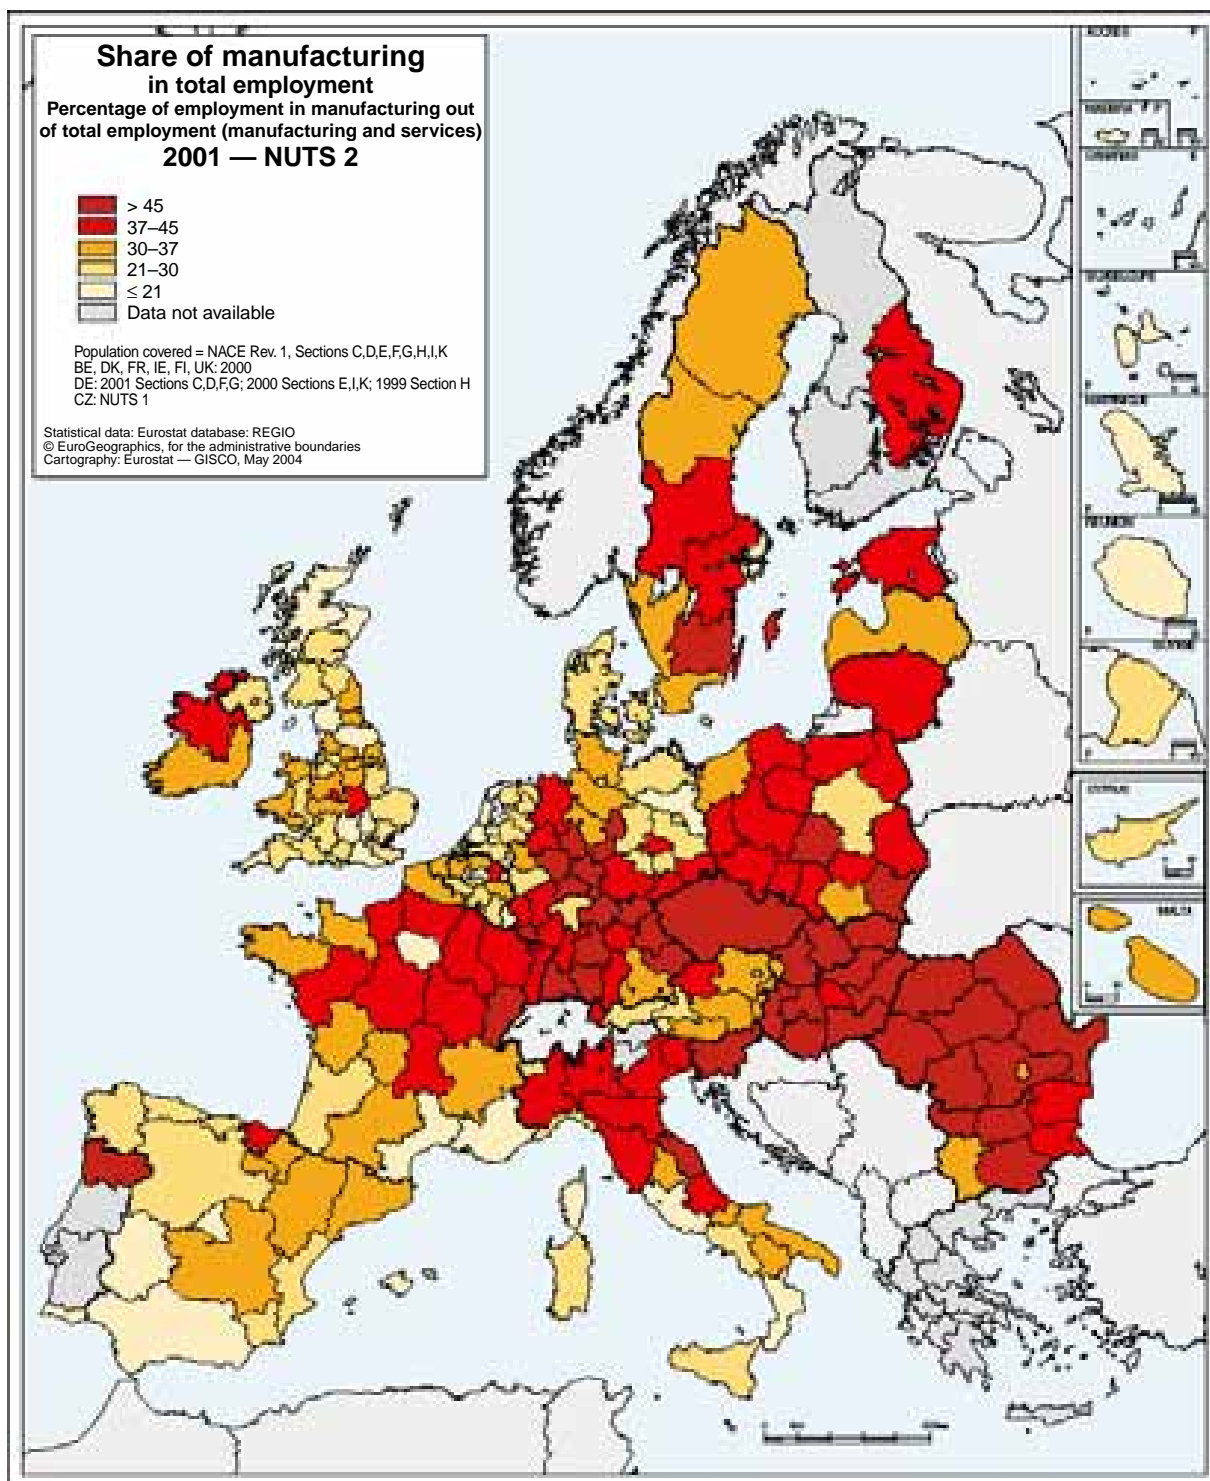 Share of manufacturing
in total employment
Percentage of employment in manufacturing out
of total employment (manufacturing and services)
2001 — NUTS 2
> 45
37–45
30–37
21–30
≤ 21
Data not available
Population covered = NACE Rev. 1, Sections C,D,E,F,G,H,I,K
BE, DK, FR, IE, FI, UK: 2000
DE: 2001 Sections C,D,F,G; 2000 Sections E,I,K; 1999 Section H
CZ: NUTS 1
Statistical data: Eurostat database: REGIO
© EuroGeographics, for the administrative boundaries
Cartography: Eurostat — GISCO, May 2004
CYPRUS
MALTA